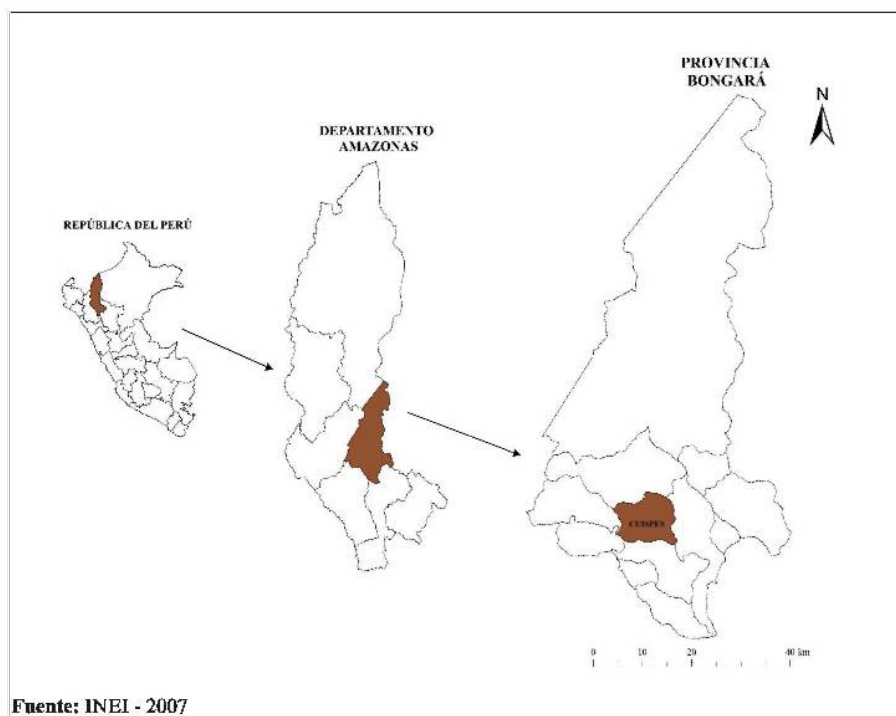 PROVINCIA
BONGARÁ
N
DEPARTAMENTO
AMAZONAS
REPÚBLICA DEL PERÚ
CUISPES
0 10 20 40 km
Fuente: INEI - 2007